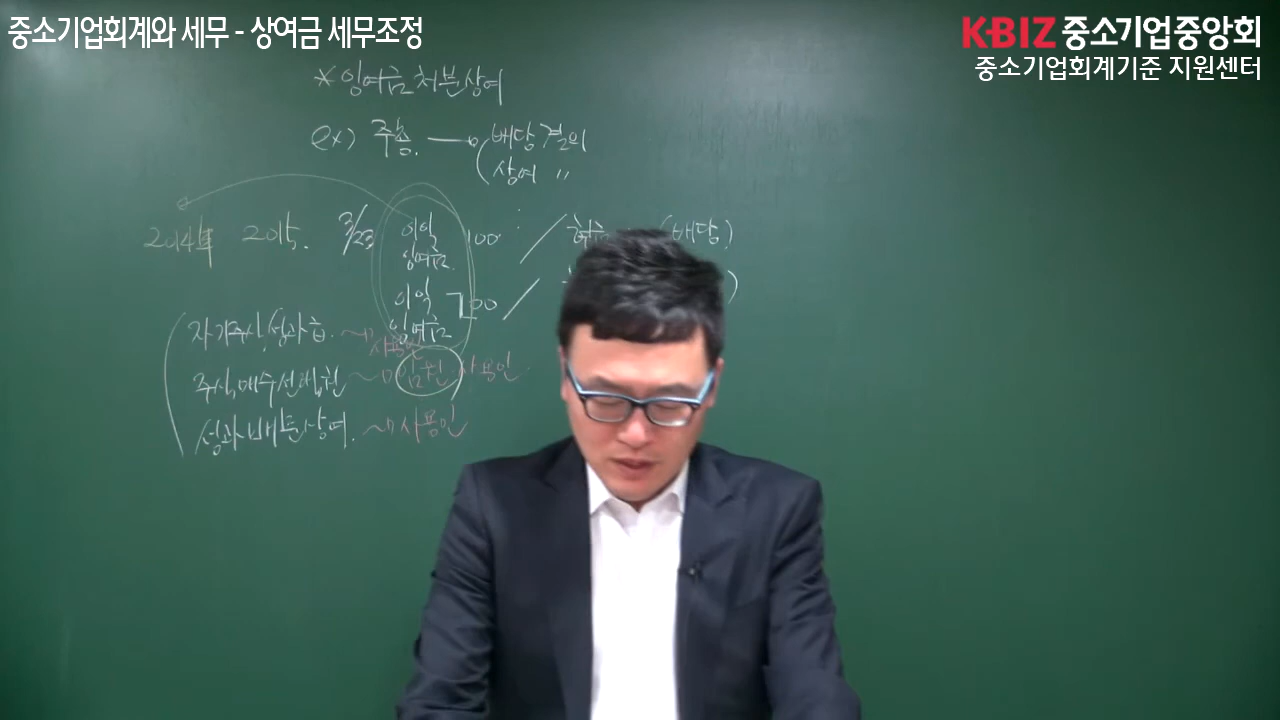 중소기업회계와 세무 - 상여금 세무조정
K-BIZ 중소기업중앙회
중소기업회계기준 지원센터
* 잉여금처분상여
ex) 주총. → ( 배당결의
상여 〃
2014年 2015. 3/23 이익잉여금. 100 / (배당)
이익잉여금 200 / )
자기주식, 성과급. ~> 사용인
주식매수선택권 ~> 임원. 사용인.
성과배분상여. ~> 사용인